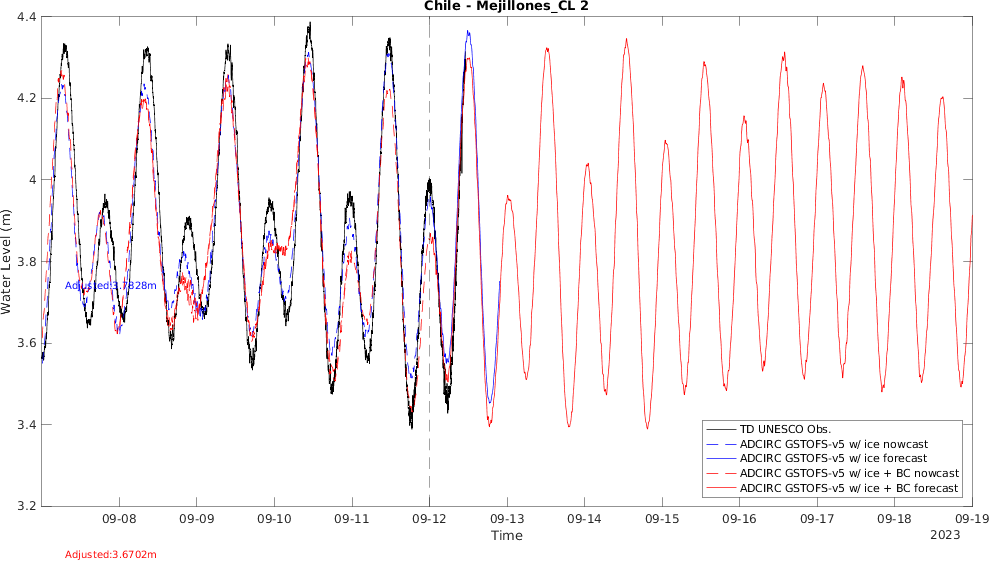 Chile - Mejillones_CL 2
4.4
4.2
4
3.8
3.6
3.4
3.2
Water Level (m)
Adjusted:3.7328m
TD UNESCO Obs.
ADCIRC GSTOFS-v5 w/ ice nowcast
ADCIRC GSTOFS-v5 w/ ice forecast
ADCIRC GSTOFS-v5 w/ ice + BC nowcast
ADCIRC GSTOFS-v5 w/ ice + BC forecast
09-08 09-09 09-10 09-11 09-12 09-13 09-14 09-15 09-16 09-17 09-18 09-19
Time
2023
Adjusted:3.6702m